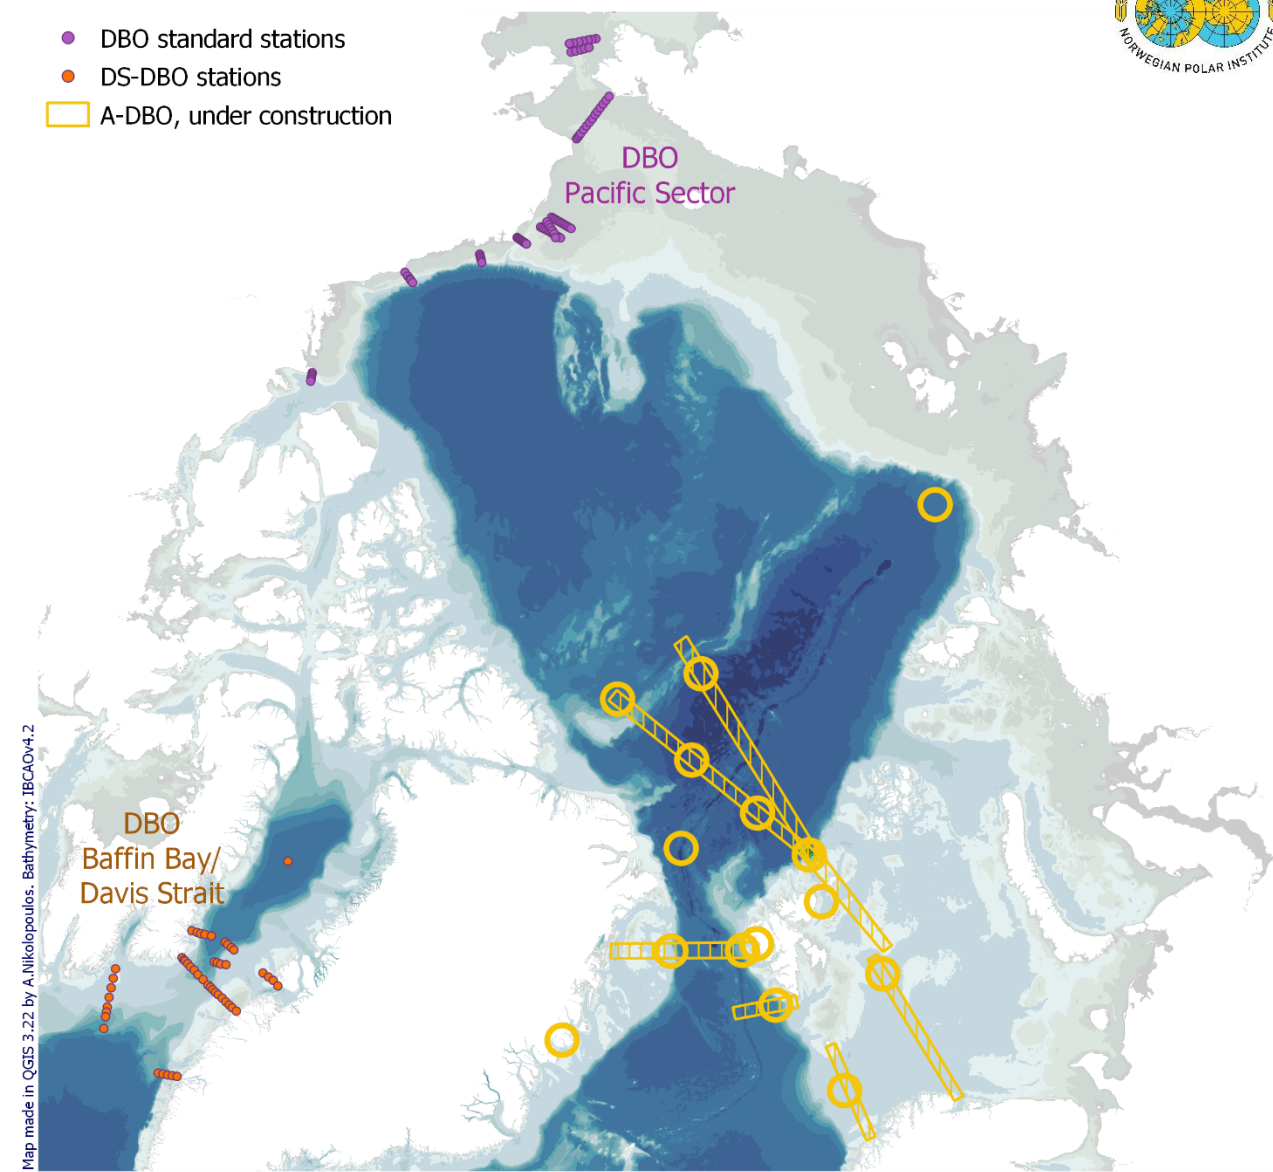 DBO standard stations
DS-DBO stations
A-DBO, under construction
NORWEGIAN POLAR INSTITUTE
DBO
Pacific Sector
DBO
Baffin Bay/
Davis Strait
Map made in QGIS 3.22 by A.Nikolopoulos. Bathymetry: IBCAOv4.2